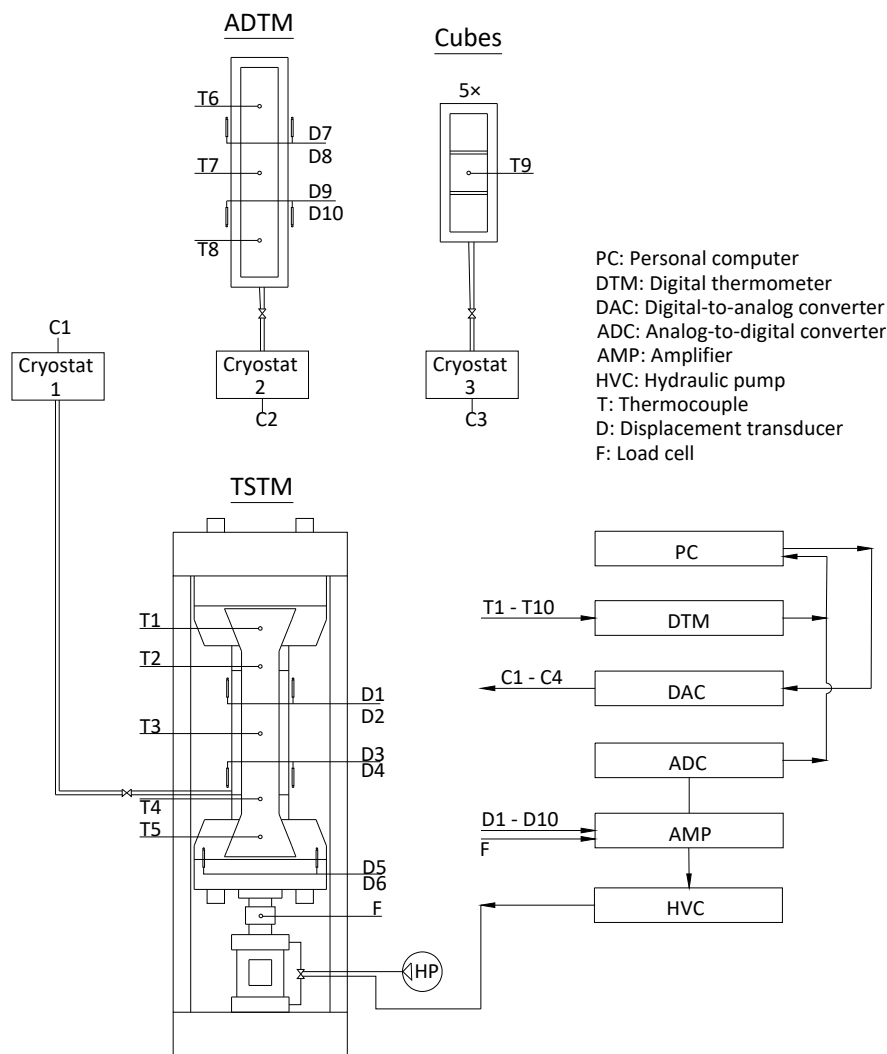 ADTM
Cubes
5×
T6
D7
D8
T7
T9
D9
D10
T8
PC: Personal computer
DTM: Digital thermometer
DAC: Digital-to-analog converter
ADC: Analog-to-digital converter
AMP: Amplifier
HVC: Hydraulic pump
T: Thermocouple
D: Displacement transducer
F: Load cell
C1
Cryostat
1
Cryostat
2
Cryostat
3
C2
C3
TSTM
PC
T1
T1 - T10
DTM
T2
C1 - C4
DAC
D1
D2
T3
D3
D4
ADC
T4
T5
D1 - D10
F
AMP
D5
D6
F
HVC
HP